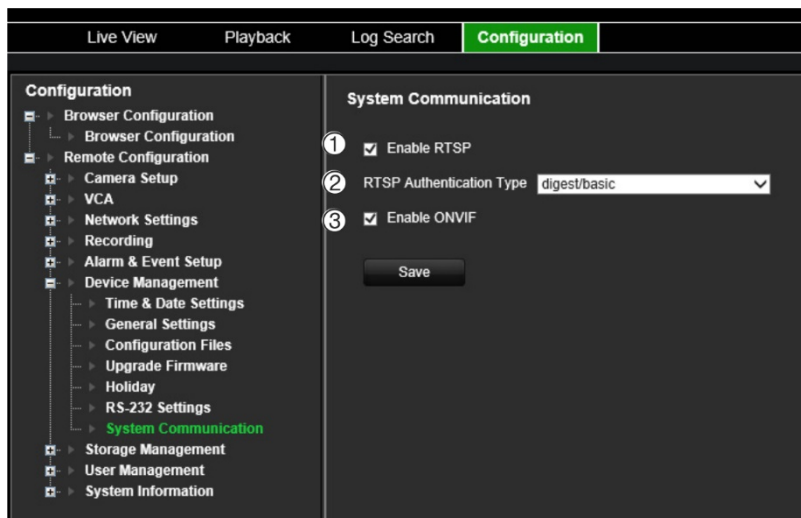 Live View Playback Log Search Configuration
Configuration
Browser Configuration
Browser Configuration
Remote Configuration
Camera Setup
VCA
Network Settings
Recording
Alarm & Event Setup
Device Management
Time & Date Settings
General Settings
Configuration Files
Upgrade Firmware
Holiday
RS-232 Settings
System Communication
Storage Management
User Management
System Information
System Communication
① Enable RTSP
② RTSP Authentication Type digest/basic
③ Enable ONVIF
Save